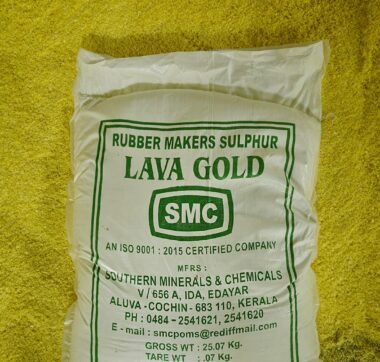 RUBBER MAKERS SULPHUR
LAVA GOLD
SMC
AN ISO 9001 : 2015 CERTIFIED COMPANY
MFRS :
SOUTHERN MINERALS & CHEMICALS
V / 656 A, IDA, EDAYAR
ALUVA - COCHIN - 683 110, KERALA
PH : 0484 - 2541621, 2541620
E - mail : smcpoms@rediffmail.com
GROSS WT : 25.07 Kg.
TARE WT : .07 Kg.